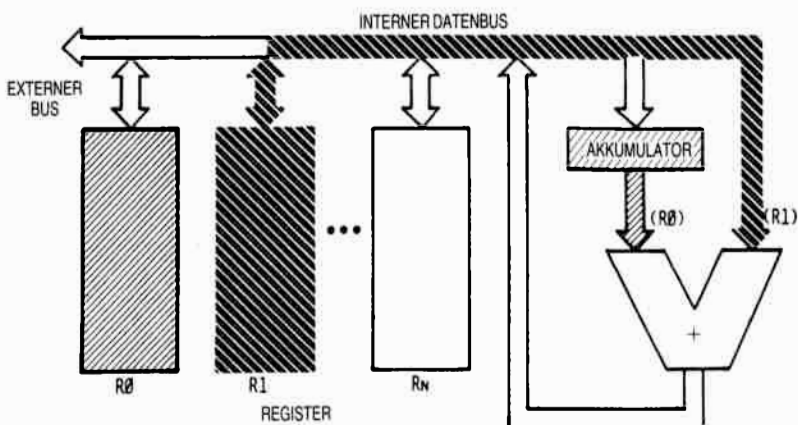 INTERNER DATENBUS
EXTERNER
BUS
AKKUMULATOR
(RØ)
(R1)
•••
+
RØ
R1
RN
REGISTER